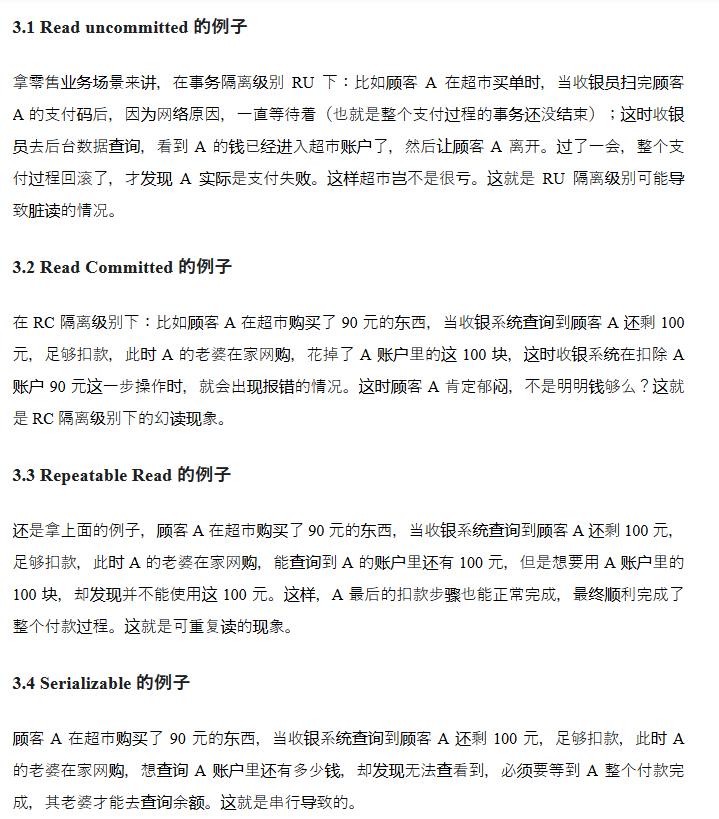 3.1 Read uncommitted 的例子
拿零售业务场景来讲，在事务隔离级别 RU 下：比如顾客 A 在超市买单时，当收银员扫完顾客
A 的支付码后，因为网络原因，一直等待着（也就是整个支付过程的事务还没结束）；这时收银
员去后台数据查询，看到 A 的钱已经进入超市账户了，然后让顾客 A 离开。过了一会，整个支
付过程回滚了，才发现 A 实际是支付失败。这样超市岂不是很亏。这就是 RU 隔离级别可能导
致脏读的情况。
3.2 Read Committed 的例子
在 RC 隔离级别下：比如顾客 A 在超市购买了 90 元的东西，当收银系统查询到顾客 A 还剩 100
元，足够扣款，此时 A 的老婆在家网购，花掉了 A 账户里的这 100 块，这时收银系统在扣除 A
账户 90 元这一步操作时，就会出现报错的情况。这时顾客 A 肯定郁闷，不是明明钱够么？这就
是 RC 隔离级别下的幻读现象。
3.3 Repeatable Read 的例子
还是拿上面的例子，顾客 A 在超市购买了 90 元的东西，当收银系统查询到顾客 A 还剩 100 元，
足够扣款，此时 A 的老婆在家网购，能查询到 A 的账户里还有 100 元，但是想要用 A 账户里的
100 块，却发现并不能使用这 100 元。这样，A 最后的扣款步骤也能正常完成，最终顺利完成了
整个付款过程。这就是可重复读的现象。
3.4 Serializable 的例子
顾客 A 在超市购买了 90 元的东西，当收银系统查询到顾客 A 还剩 100 元，足够扣款，此时 A
的老婆在家网购，想查询 A 账户里还有多少钱，却发现无法查看到，必须要等到 A 整个付款完
成，其老婆才能去查询余额。这就是串行导致的。